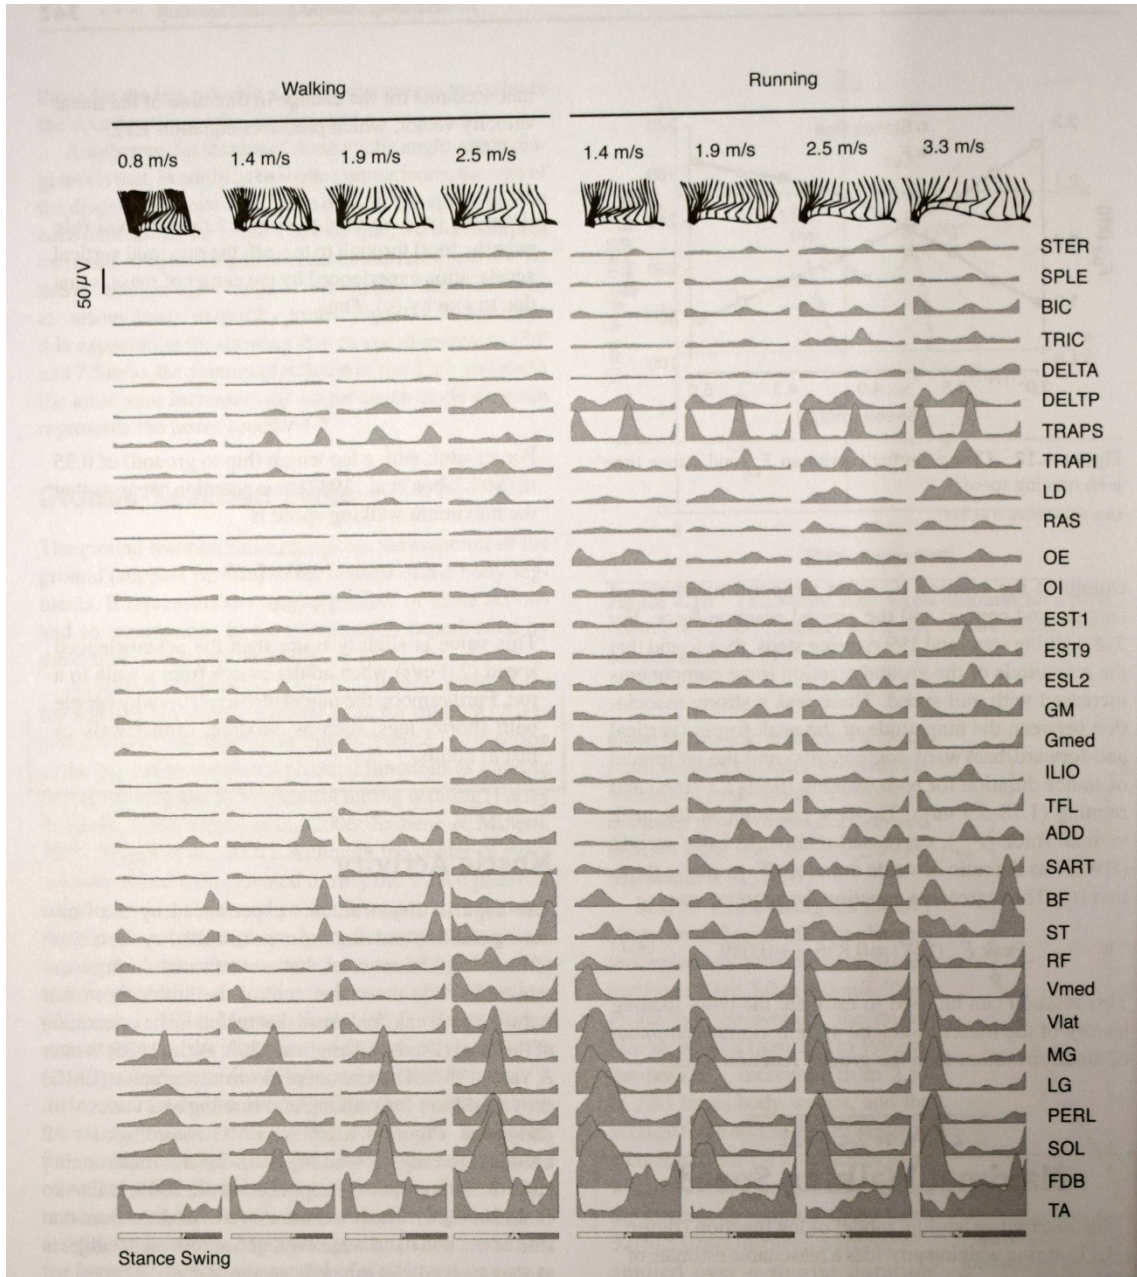 Walking
Running
0.8 m/s 1.4 m/s 1.9 m/s 2.5 m/s 1.4 m/s 1.9 m/s 2.5 m/s 3.3 m/s
50 μV
STER
SPLE
BIC
TRIC
DELTA
DELTP
TRAPS
TRAPI
LD
RAS
OE
OI
EST1
EST9
ESL2
GM
Gmed
ILIO
TFL
ADD
SART
BF
ST
RF
Vmed
Vlat
MG
LG
PERL
SOL
FDB
TA
Stance Swing